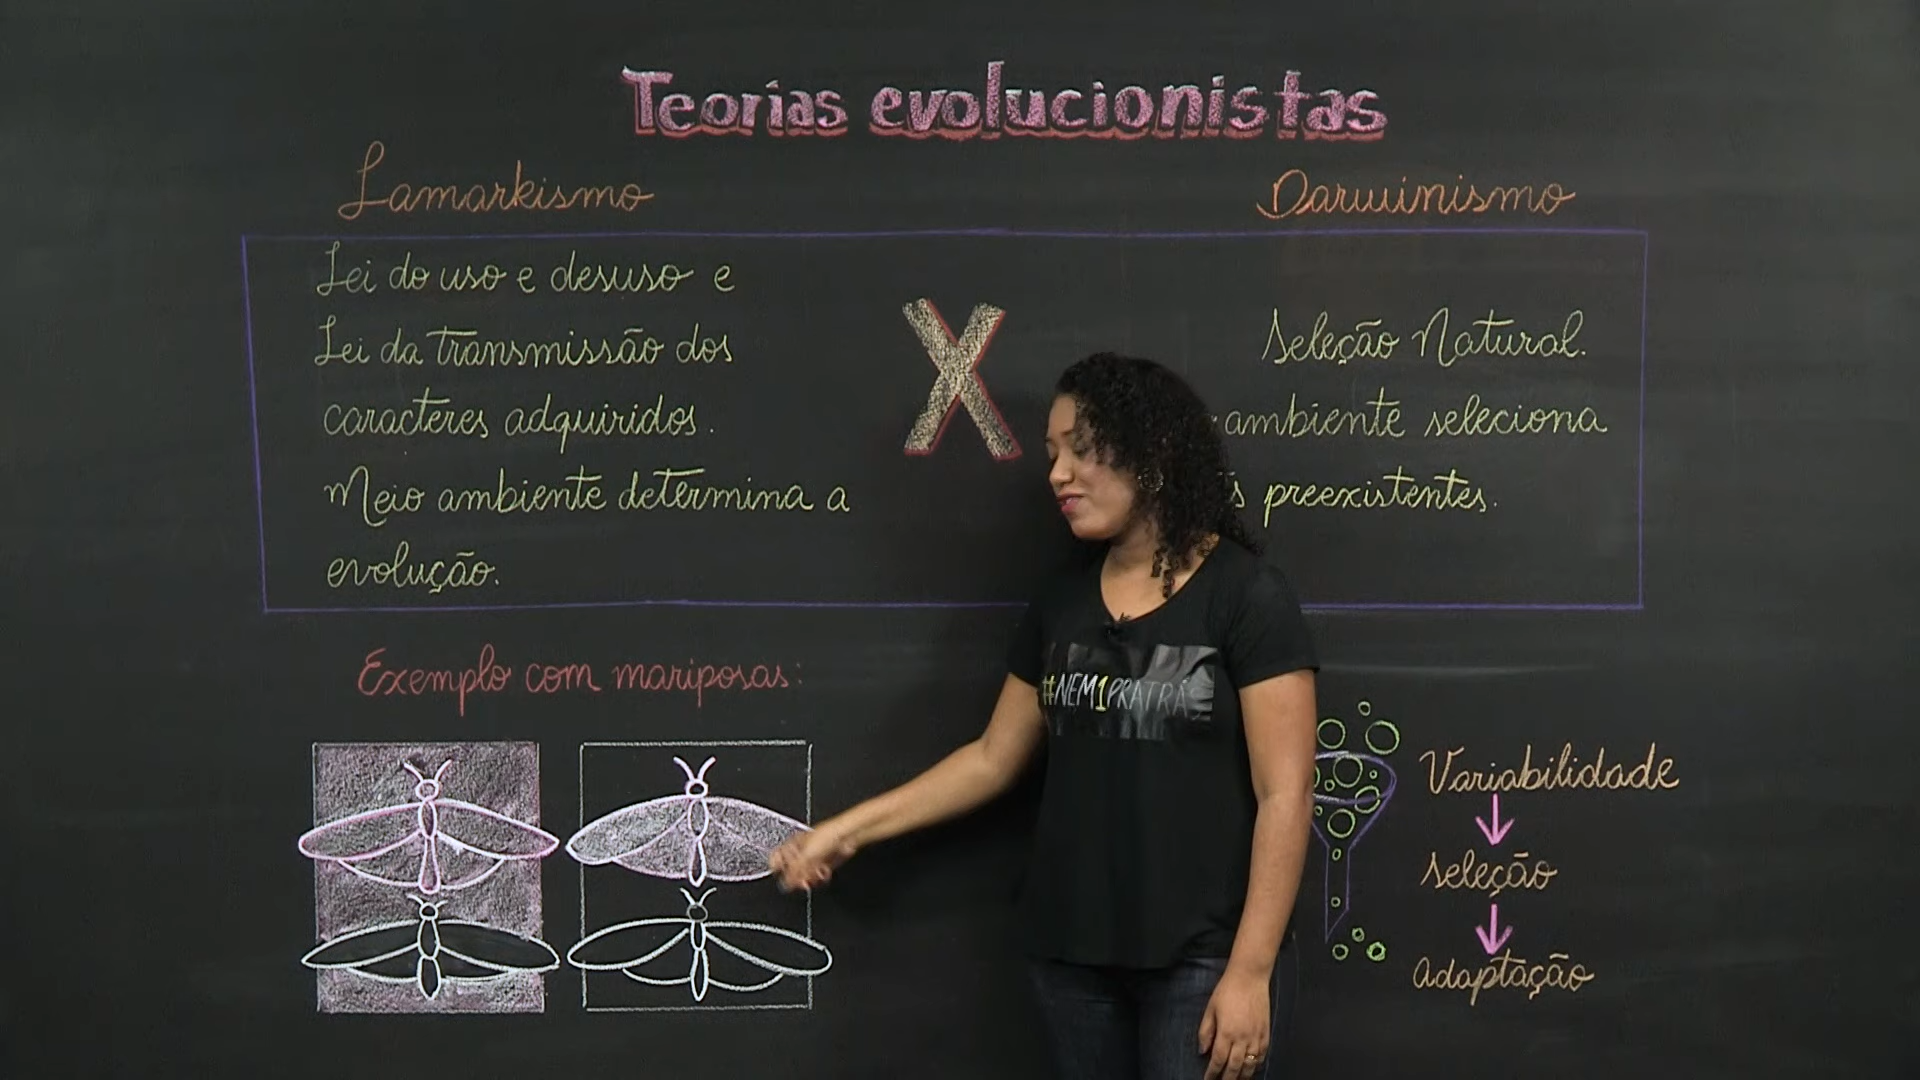 Teorias evolucionistas
Lamarkismo
Darwinismo
Lei do uso e desuso e
Lei da transmissão dos
caracteres adquiridos.
Meio ambiente determina a
evolução.
X
Seleção Natural.
ambiente seleciona
preexistentes.
Exemplo com mariposas:
#NEM1PRATRÁS
Variabilidade
seleção
adaptação